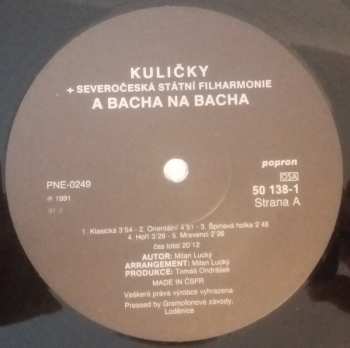 KULIČKY
+ SEVEROČESKÁ STÁTNÍ FILHARMONIE
A BACHA NA BACHA
PNE-0249
popron
OSA
50 138-1
℗ 1991
Strana A
1. Klasická 3'54 - 2. Orientální 4'51 - 3. Špinavá holka 2'48
4. Hoří 3'29 - 5. Mravenci 2'36
čas total 20'12
AUTOR: Milan Lucký
ARRANGEMENT: Milan Lucký
PRODUKCE: Tomáš Ondrášek
MADE IN ČSFR
Veškerá práva výrobce vyhrazena
Pressed by Gramofonové závody,
Loděnice